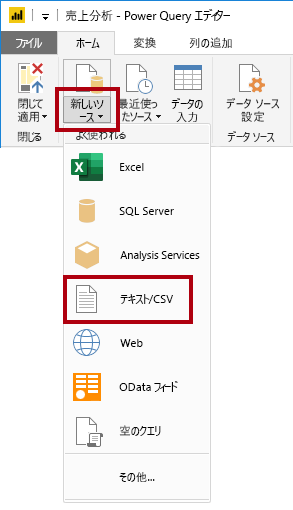 売上分析 - Power Query エディター
ファイル ホーム 変換 列の追加
閉じて 新しいソ 最近使っ データの データ ソース
適用 ース たソース 入力 設定
閉じる データ ソース
よく使われる
Excel
SQL Server
Analysis Services
テキスト/CSV
Web
OData フィード
空のクエリ
その他...